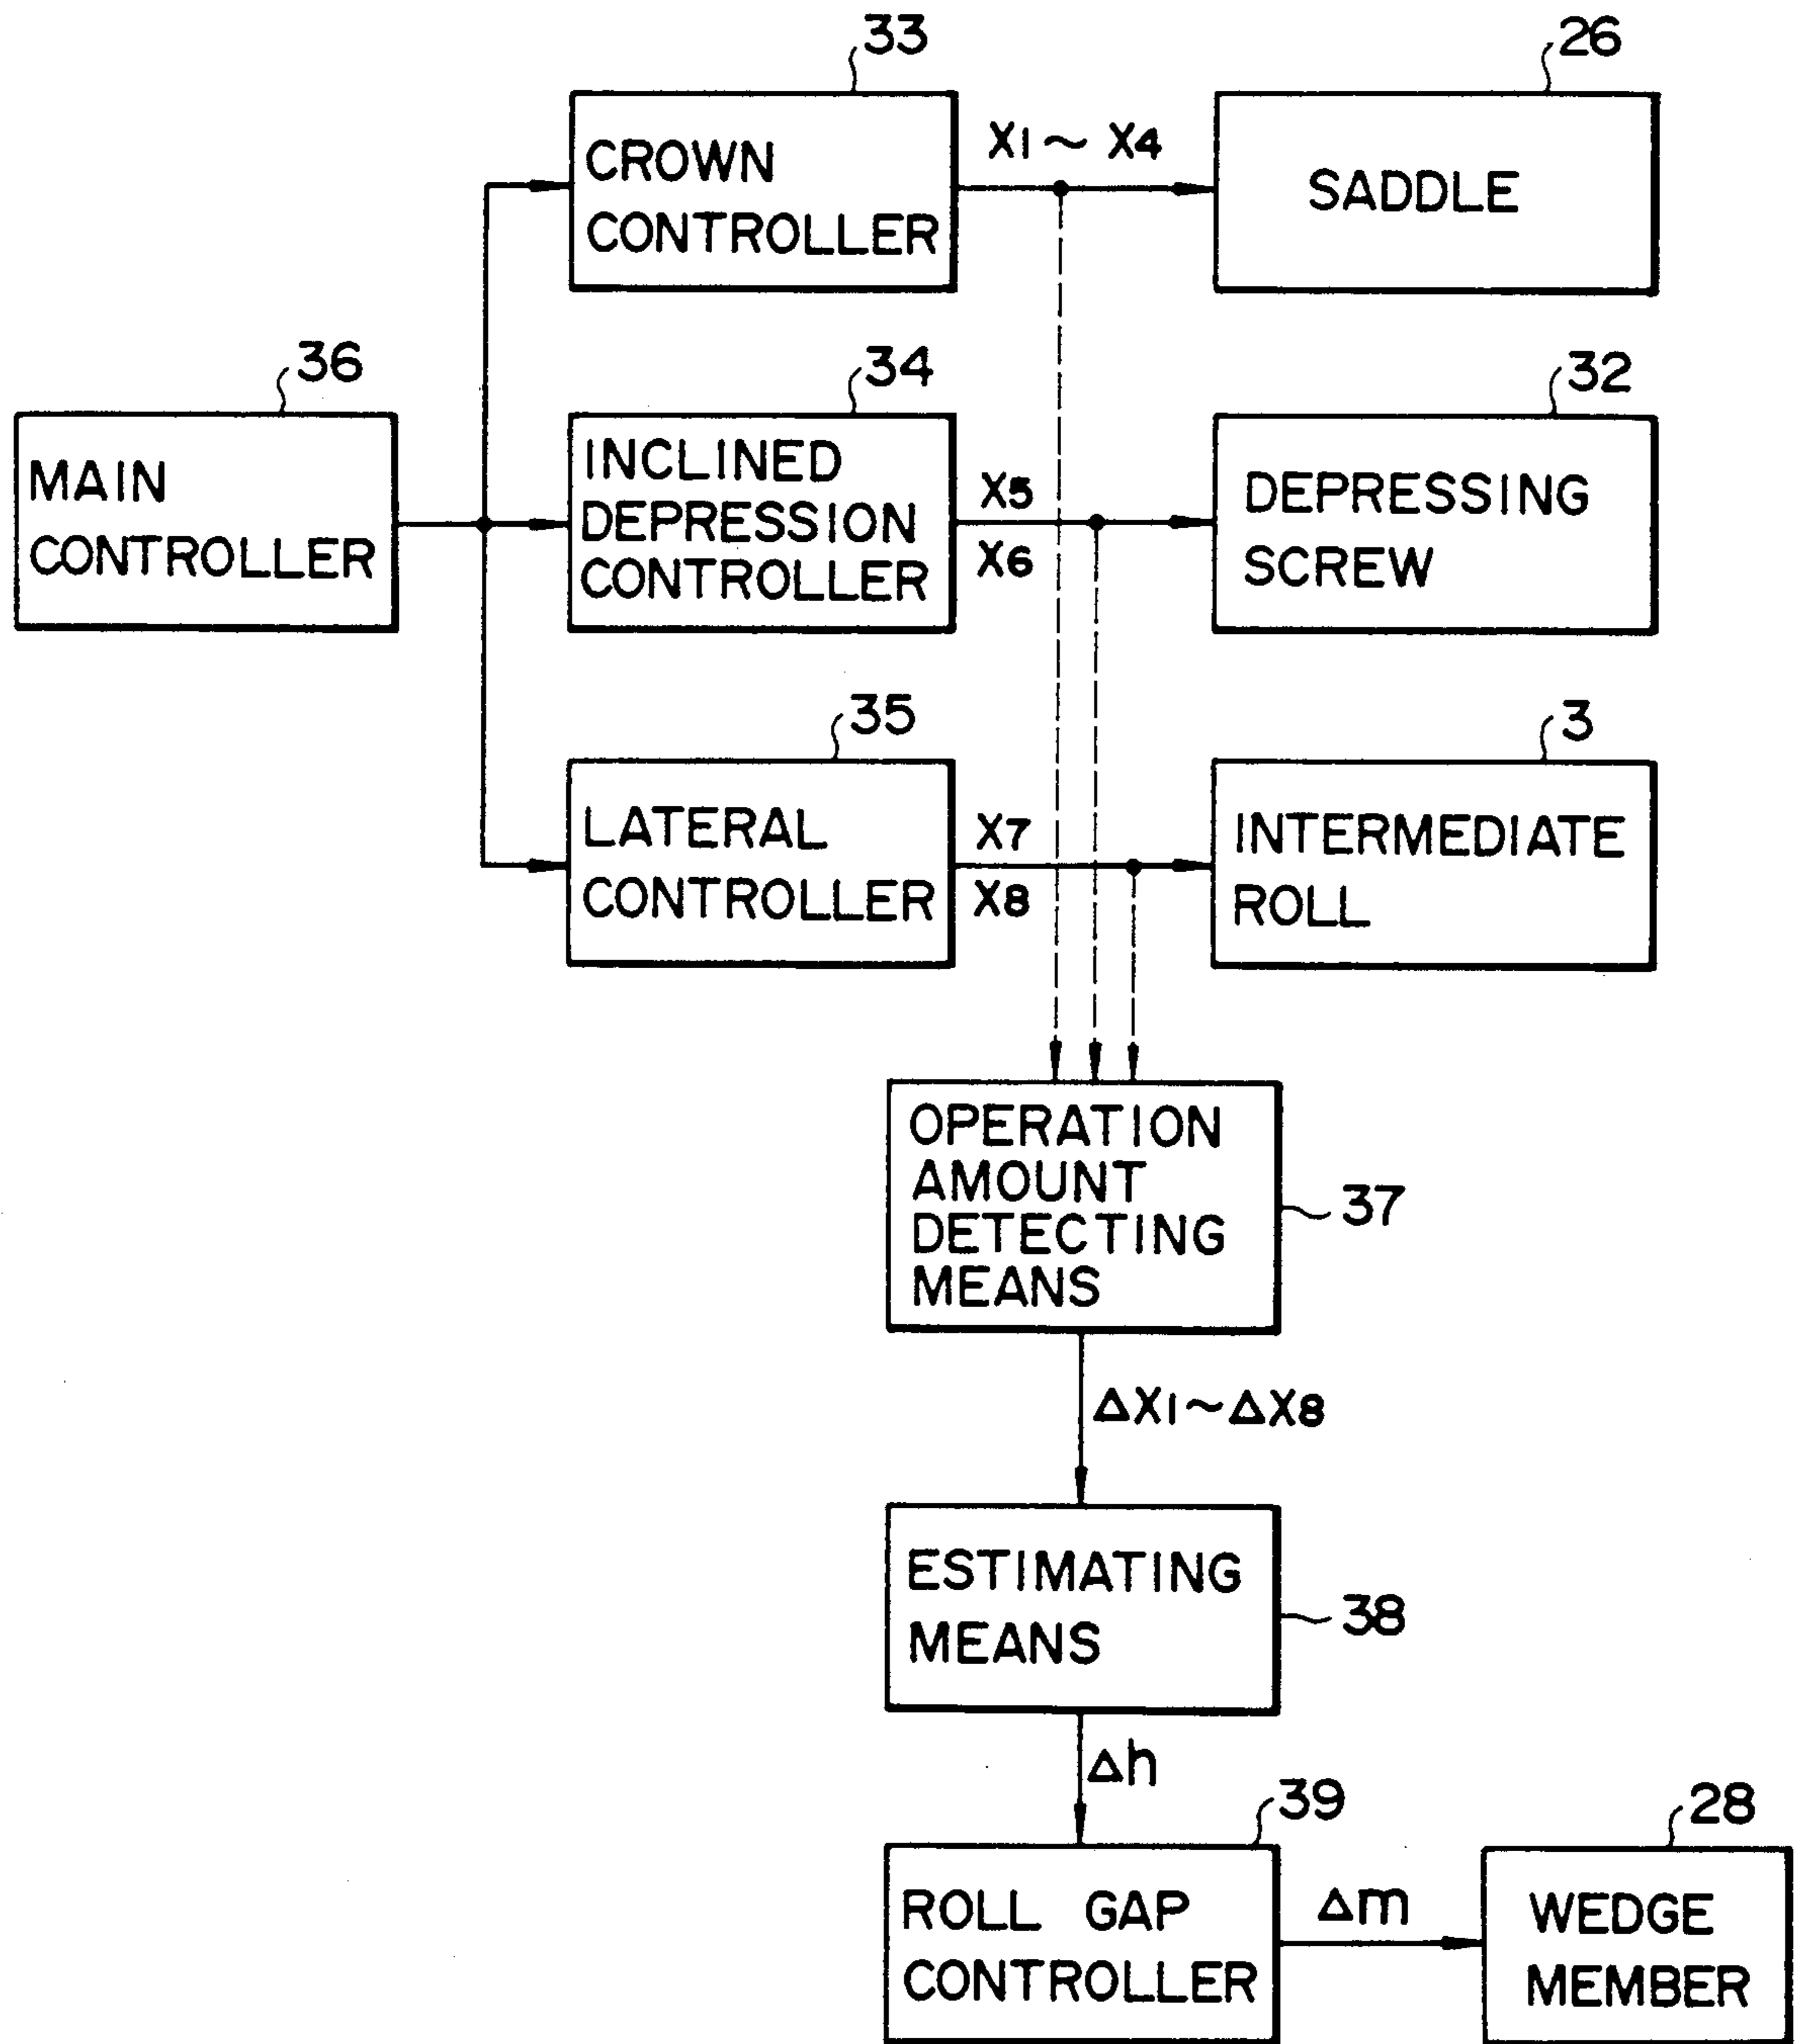 33
26
CROWN
CONTROLLER
X1 ~ X4
SADDLE
36
34
32
MAIN
CONTROLLER
INCLINED
DEPRESSION
CONTROLLER
X5
X6
DEPRESSING
SCREW
35
3
LATERAL
CONTROLLER
X7
X8
INTERMEDIATE
ROLL
OPERATION
AMOUNT
DETECTING
MEANS
37
ΔX1~ΔX8
ESTIMATING
MEANS
38
Δh
39
28
ROLL GAP
CONTROLLER
Δm
WEDGE
MEMBER